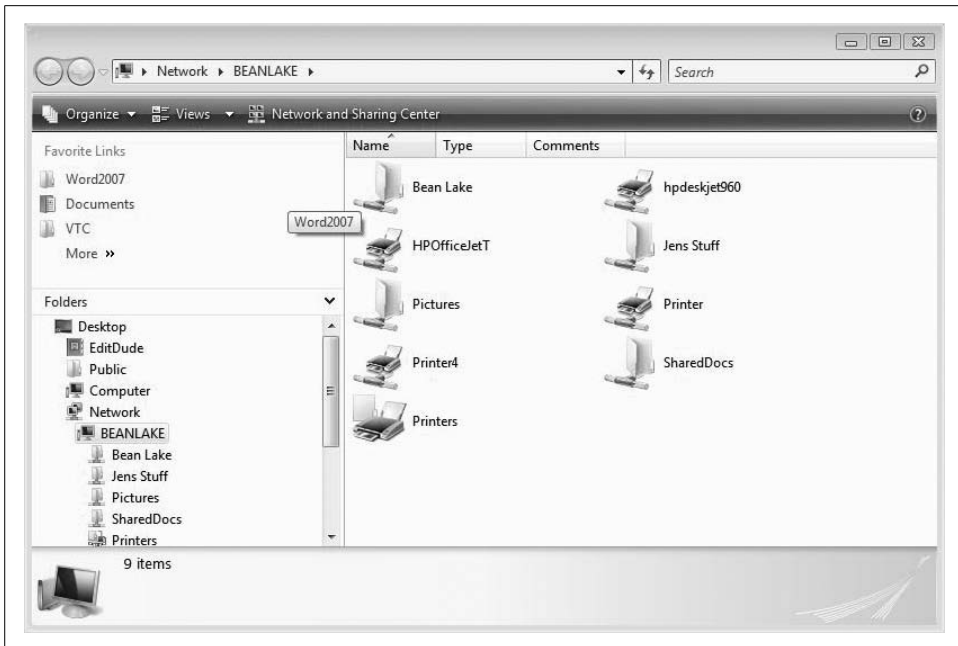 Network ▸ BEANLAKE ▸ Search
Organize Views Network and Sharing Center
Favorite Links
Word2007
Documents
VTC
More »
Word2007
Folders
Desktop
EditDude
Public
Computer
Network
BEANLAKE
Bean Lake
Jens Stuff
Pictures
SharedDocs
Printers
Name Type Comments
Bean Lake hpdeskjet960
HPOfficeJetT Jens Stuff
Pictures Printer
Printer4 SharedDocs
Printers
9 items